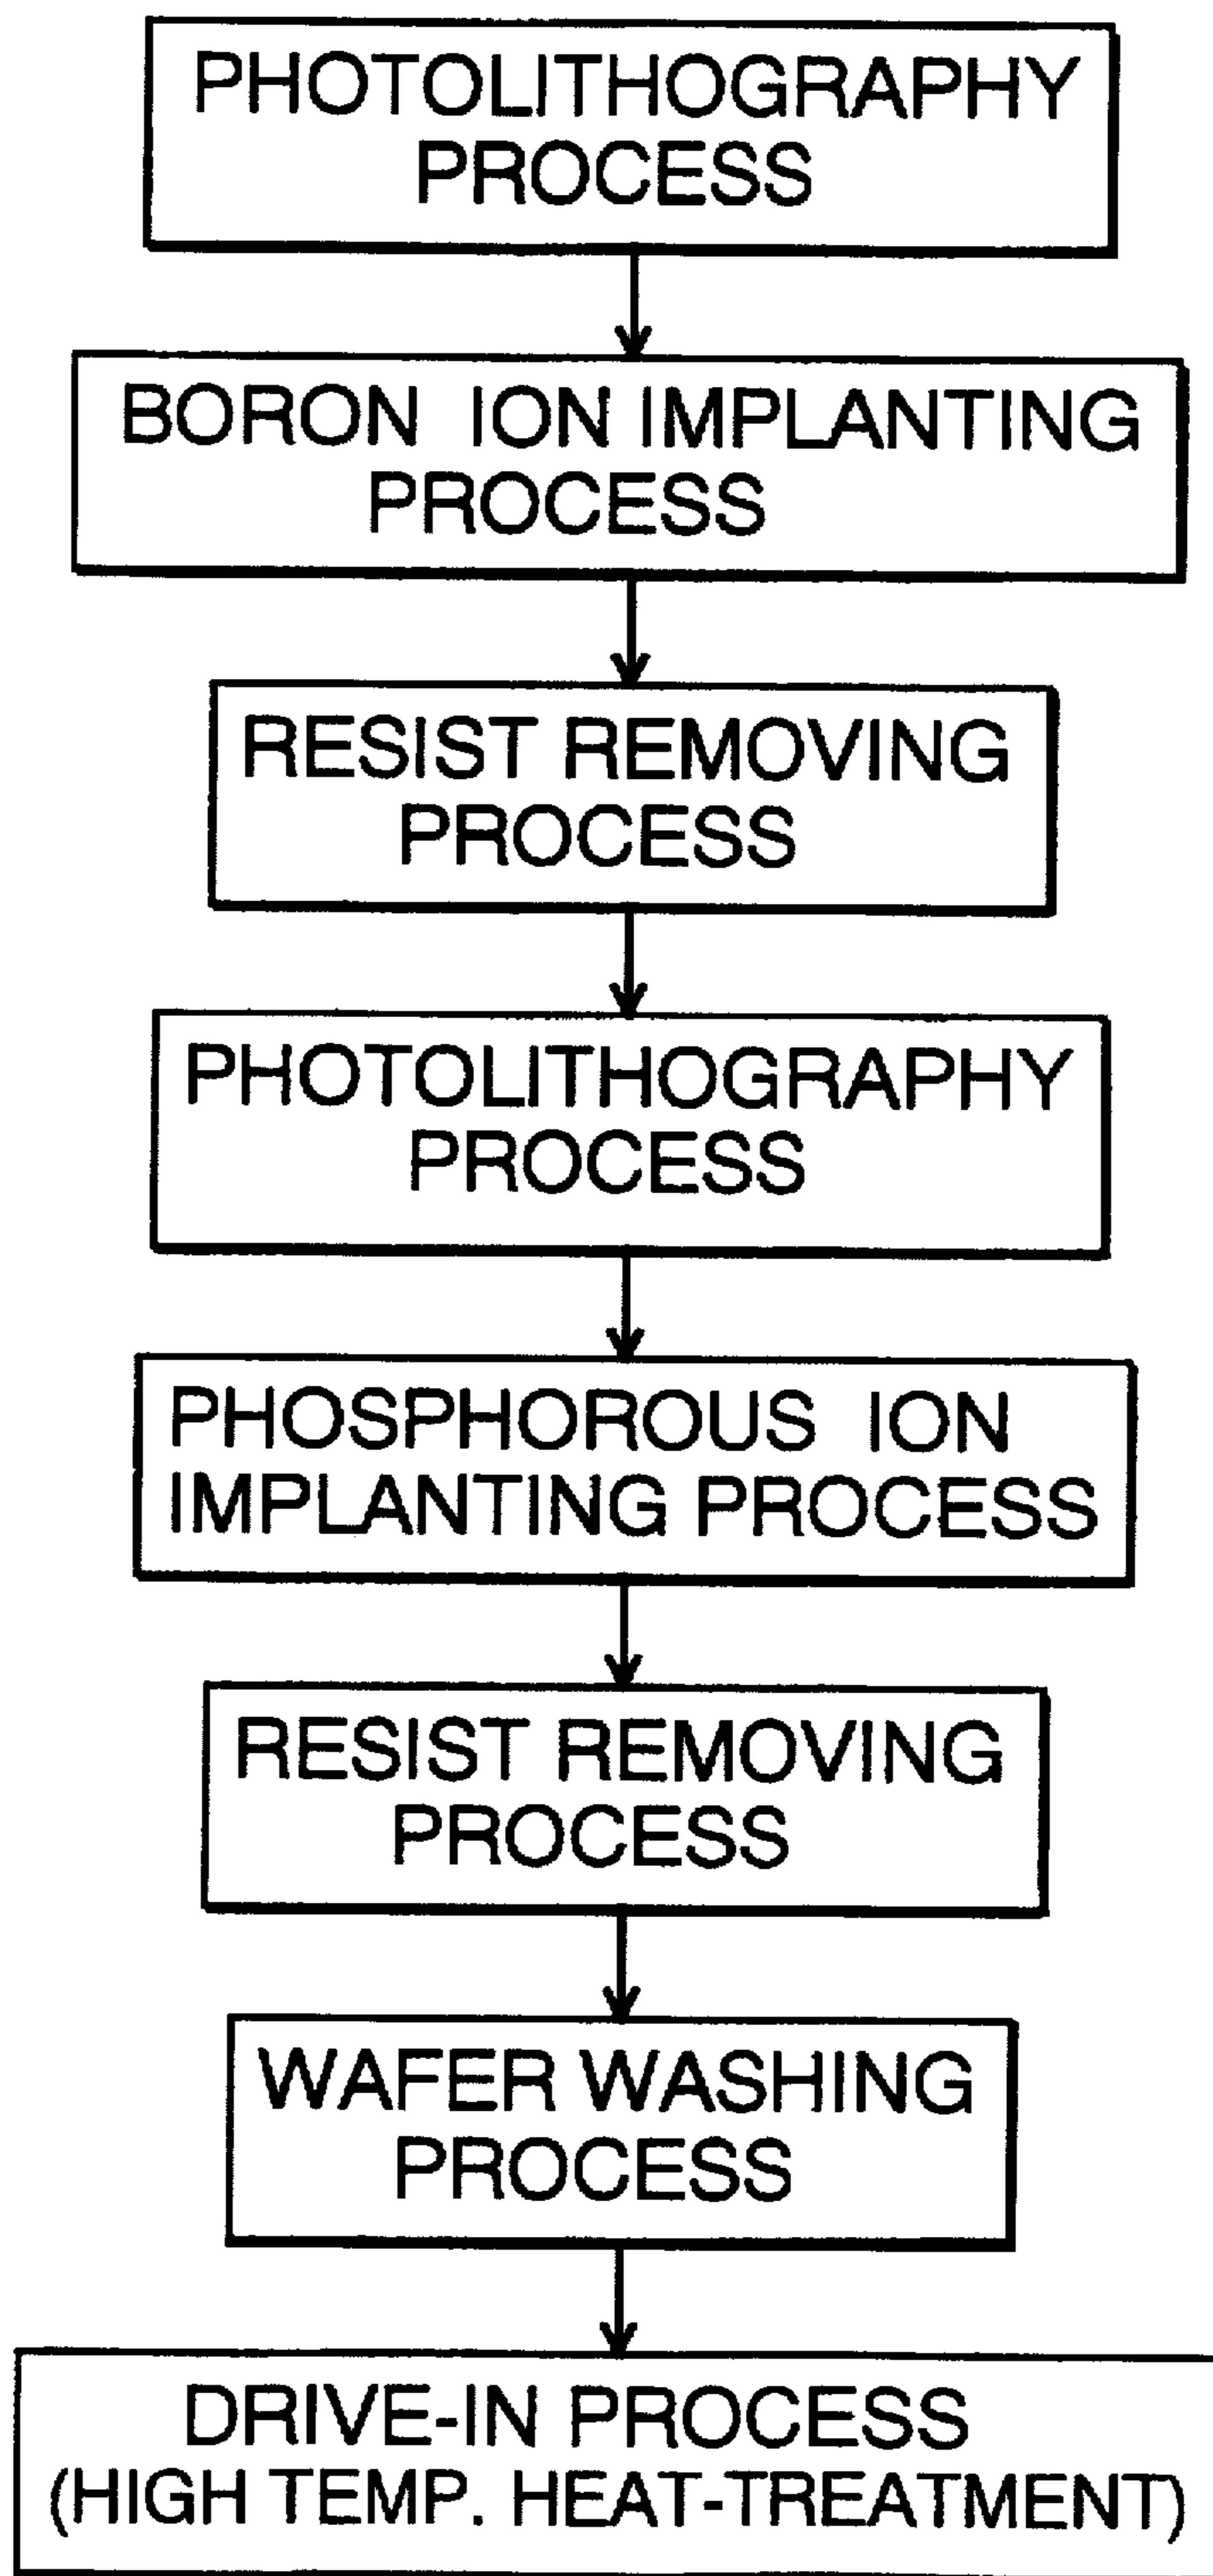 PHOTOLITHOGRAPHY
PROCESS
BORON ION IMPLANTING
PROCESS
RESIST REMOVING
PROCESS
PHOTOLITHOGRAPHY
PROCESS
PHOSPHOROUS ION
IMPLANTING PROCESS
RESIST REMOVING
PROCESS
WAFER WASHING
PROCESS
DRIVE-IN PROCESS
(HIGH TEMP. HEAT-TREATMENT)